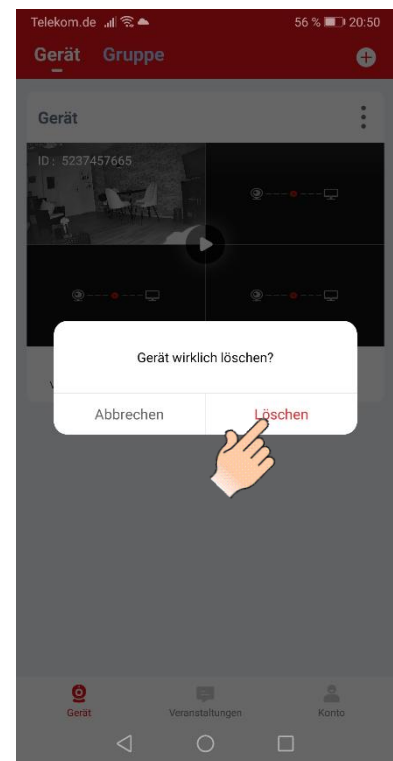 Telekom.de 56 % 20:50
Gerät Gruppe
Gerät
ID: 5237457665
Gerät wirklich löschen?
Abbrechen Löschen
Gerät Veranstaltungen Konto